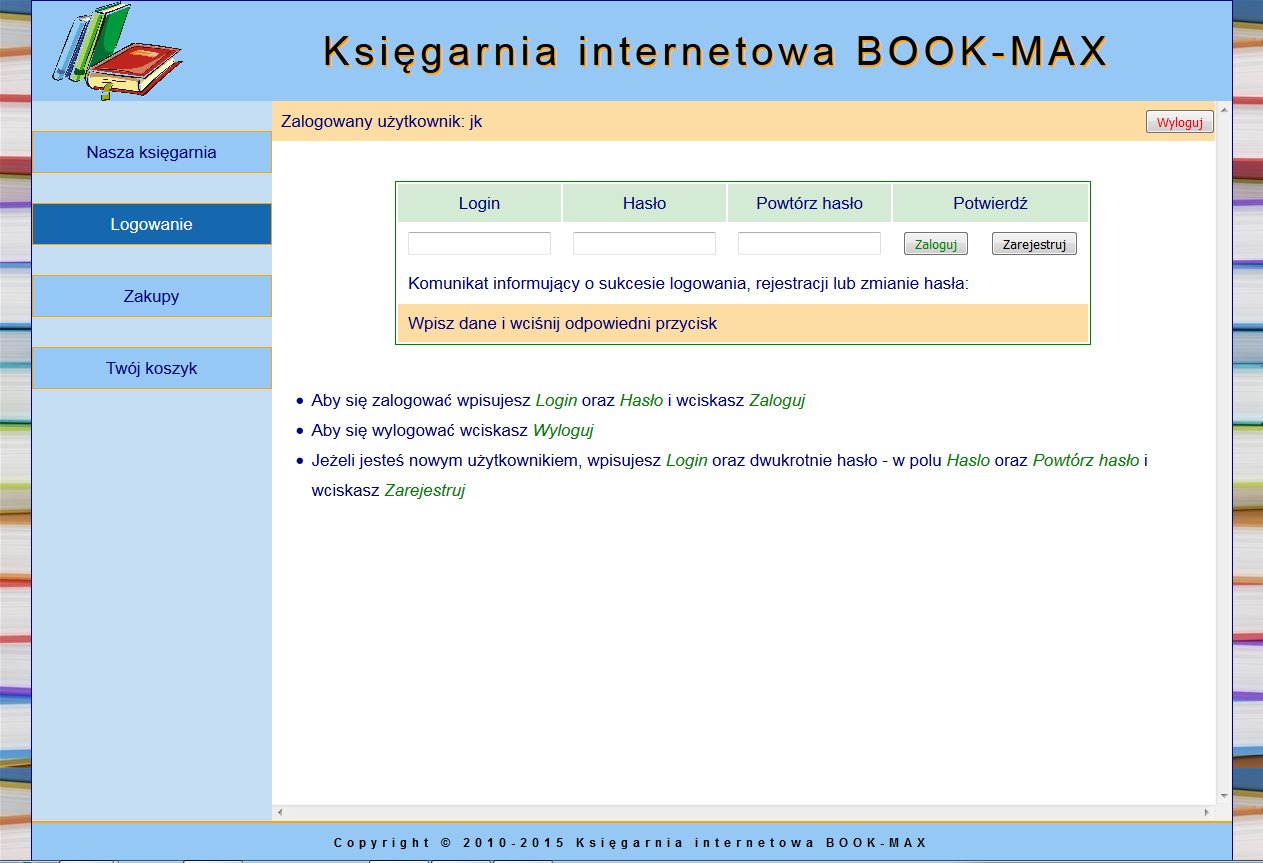 Księgarnia internetowa BOOK-MAX
Zalogowany użytkownik: jk
Wyloguj
Nasza księgarnia
Logowanie
Zakupy
Twój koszyk
Login Hasło Powtórz hasło Potwierdź
Zaloguj Zarejestruj
Komunikat informujący o sukcesie logowania, rejestracji lub zmianie hasła:
Wpisz dane i wciśnij odpowiedni przycisk
Aby się zalogować wpisujesz Login oraz Hasło i wciskasz Zaloguj
Aby się wylogować wciskasz Wyloguj
Jeżeli jesteś nowym użytkownikiem, wpisujesz Login oraz dwukrotnie hasło - w polu Haslo oraz Powtórz hasło i
wciskasz Zarejestruj
Copyright © 2010-2015 Księgarnia internetowa BOOK-MAX